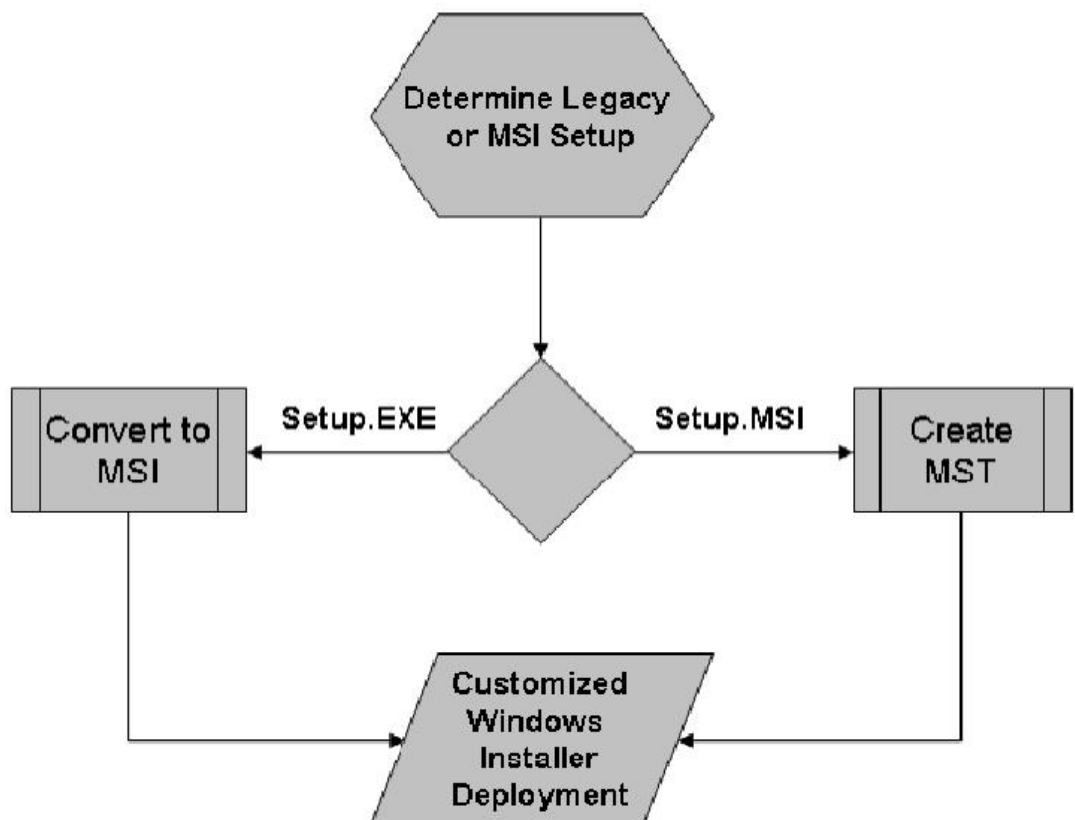 Determine Legacy
or MSI Setup
Setup.EXE
Setup.MSI
Convert to
MSI
Create
MST
Customized
Windows
Installer
Deployment